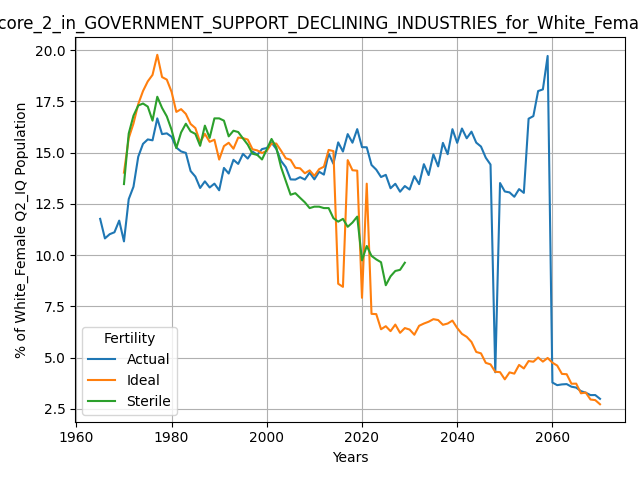 core_2_in_GOVERNMENT_SUPPORT_DECLINING_INDUSTRIES_for_White_Fema
20.0
17.5
15.0
12.5
10.0
7.5
5.0
2.5
% of White_Female Q2_IQ Population
Fertility
Actual
Ideal
Sterile
1960
1980
2000
2020
2040
2060
Years